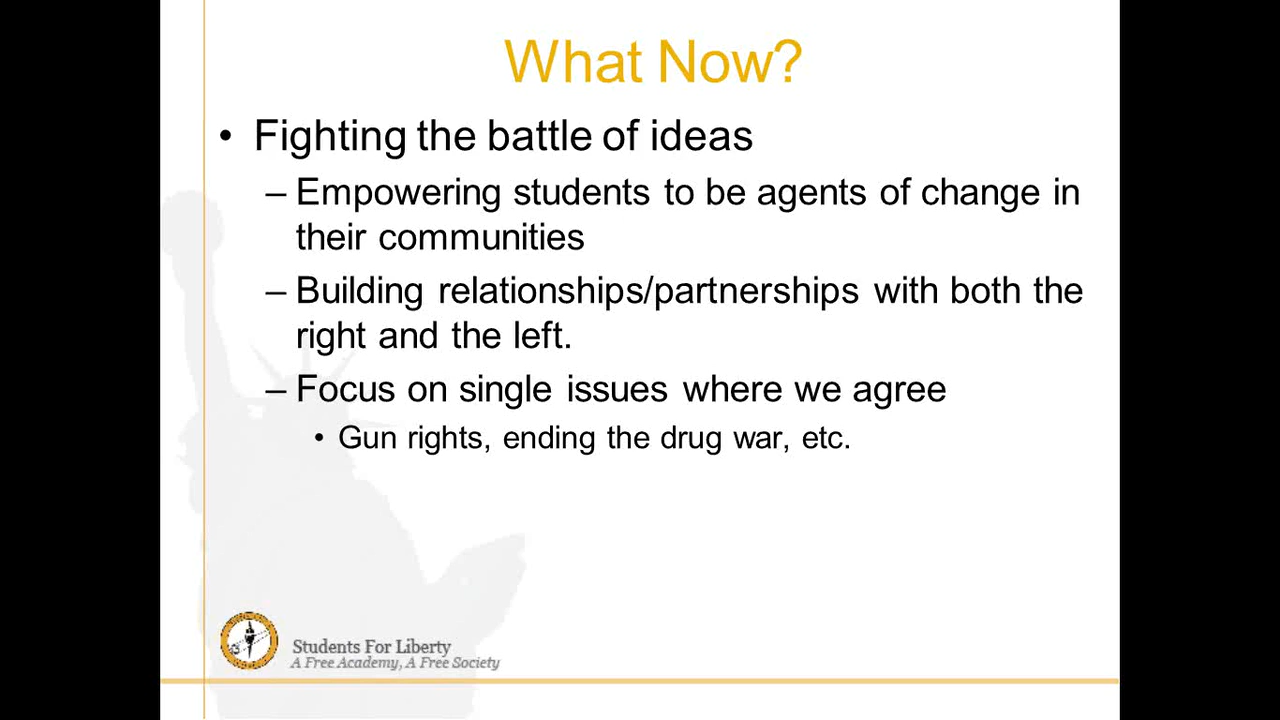 What Now?
• Fighting the battle of ideas
– Empowering students to be agents of change in
their communities
– Building relationships/partnerships with both the
right and the left.
– Focus on single issues where we agree
• Gun rights, ending the drug war, etc.
Students For Liberty
A Free Academy, A Free Society